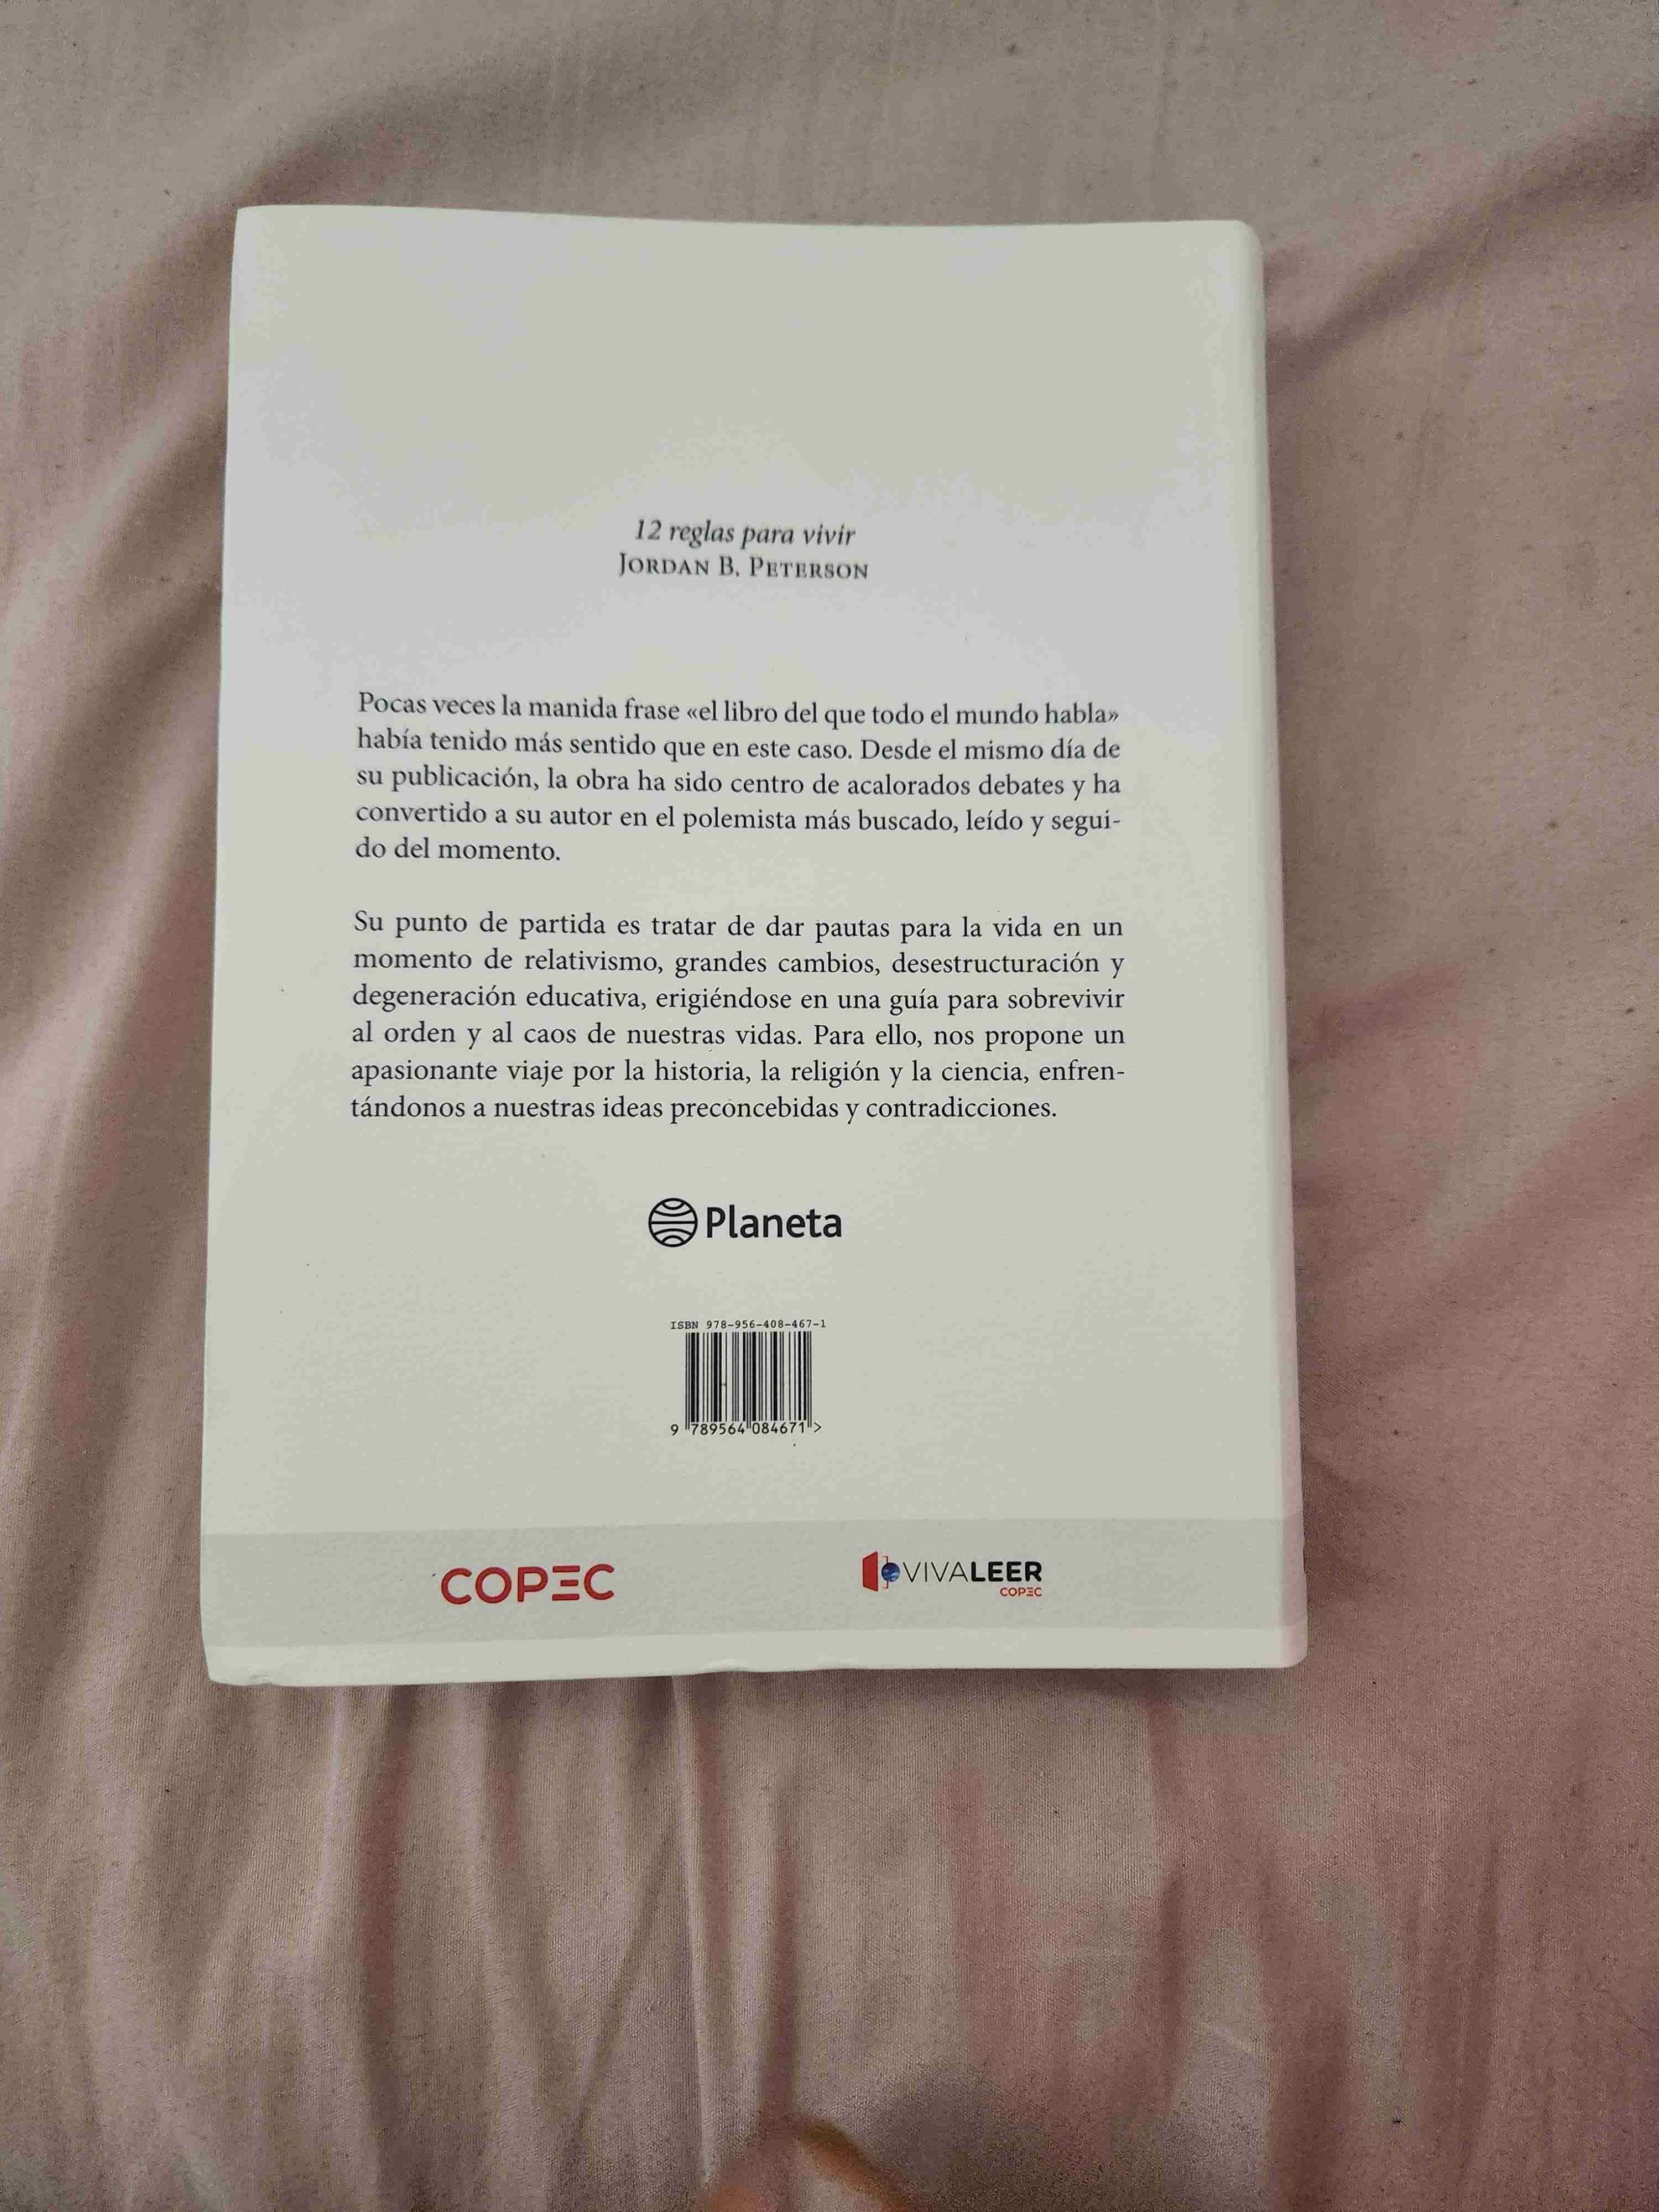 12 reglas para vivir
JORDAN B. PETERSON
Pocas veces la manida frase «el libro del que todo el mundo habla»
había tenido más sentido que en este caso. Desde el mismo día de
su publicación, la obra ha sido centro de acalorados debates y ha
convertido a su autor en el polemista más buscado, leído y segui-
do del momento.
Su punto de partida es tratar de dar pautas para la vida en un
momento de relativismo, grandes cambios, desestructuración y
degeneración educativa, erigiéndose en una guía para sobrevivir
al orden y al caos de nuestras vidas. Para ello, nos propone un
apasionante viaje por la historia, la religión y la ciencia, enfren-
tándonos a nuestras ideas preconcebidas y contradicciones.
Planeta
ISBN 978-956-408-467-1
9 789564 084671 >
COPEC
VIVALEER
COPEC